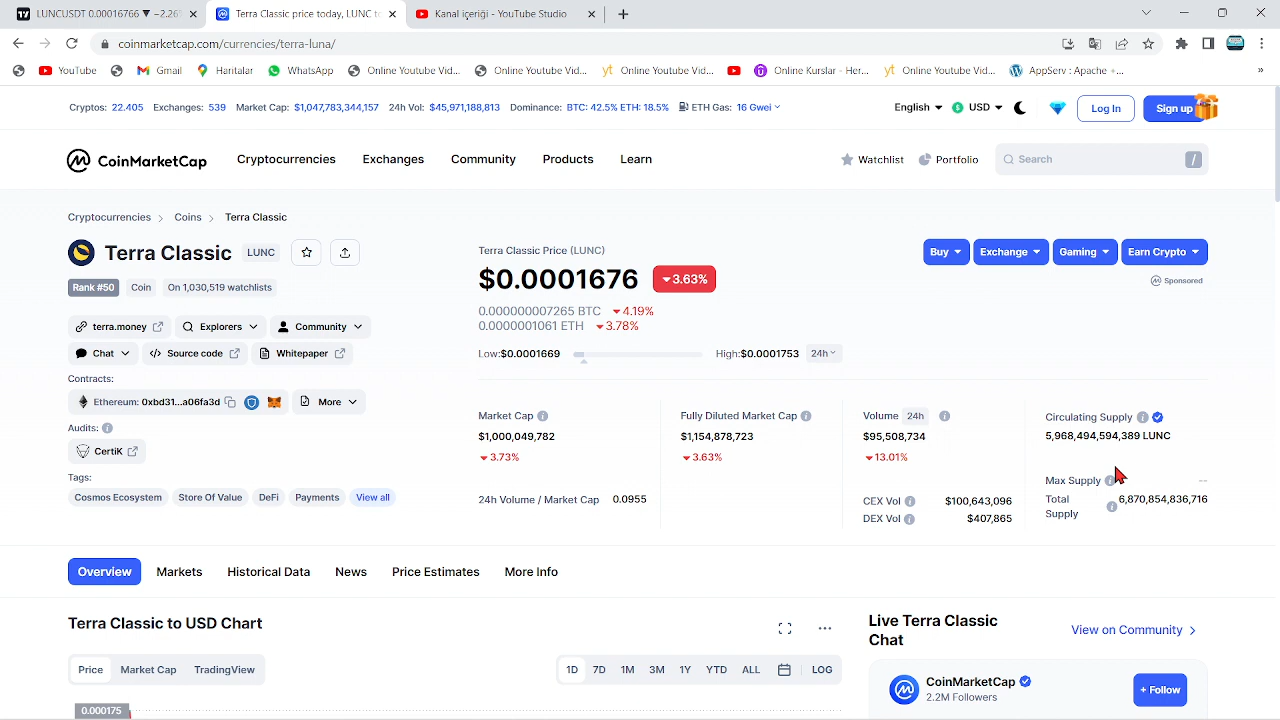 LUNCUSDT 0.00016766 ▼ −2.26%
Terra Classic price today, LUNC to
Kanal içeriği - YouTube Studio
coinmarketcap.com/currencies/terra-luna/
YouTube
Gmail
Haritalar
WhatsApp
Online Youtube Vid...
Online Youtube Vid...
Online Youtube Vid...
Online Kurslar - Her...
Online Youtube Vid...
AppServ : Apache +...
»
Cryptos: 22.405 Exchanges: 539 Market Cap: $1,047,783,344,157 24h Vol: $45,971,188,813 Dominance: BTC: 42.5% ETH: 18.5% ETH Gas: 16 Gwei
English USD Log In Sign up
CoinMarketCap Cryptocurrencies Exchanges Community Products Learn
Watchlist Portfolio Search /
Cryptocurrencies > Coins > Terra Classic
Terra Classic LUNC
Rank #50 Coin On 1,030,519 watchlists
terra.money Explorers Community
Chat Source code Whitepaper
Contracts:
Ethereum: 0xbd31...a06fa3d More
Audits:
CertiK
Tags:
Cosmos Ecosystem Store Of Value DeFi Payments View all
Terra Classic Price (LUNC)
$0.0001676 ▼3.63%
0.000000007265 BTC ▼4.19%
0.0000001061 ETH ▼3.78%
Low:$0.0001669 High:$0.0001753 24h
Buy Exchange Gaming Earn Crypto
Sponsored
Market Cap
$1,000,049,782
▼3.73%
24h Volume / Market Cap 0.0955
Fully Diluted Market Cap
$1,154,878,723
▼3.63%
Volume 24h
$95,508,734
▼13.01%
CEX Vol $100,643,096
DEX Vol $407,865
Circulating Supply
5,968,494,594,389 LUNC
Max Supply --
Total Supply 6,870,854,836,716
Overview Markets Historical Data News Price Estimates More Info
Terra Classic to USD Chart
Price Market Cap TradingView
1D 7D 1M 3M 1Y YTD ALL LOG
0.000175
Live Terra Classic
Chat
View on Community >
CoinMarketCap
2.2M Followers
+ Follow